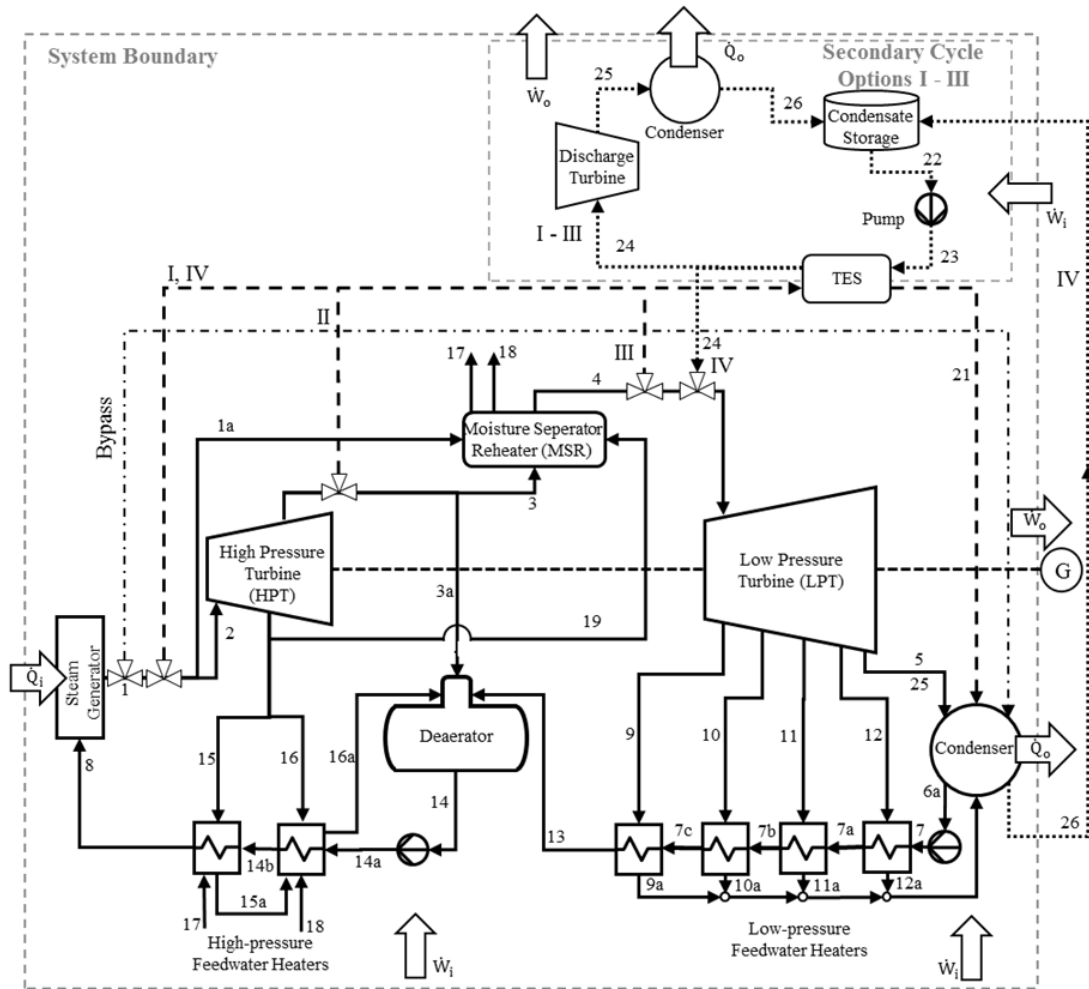 System Boundary
Secondary Cycle
Options I - III
Ẇo
Q̇o
25
Condenser
26
Condensate
Storage
Discharge
Turbine
22
Pump
Ẇi
I - III
24
23
TES
IV
I, IV
II
III
24
IV
21
17
18
4
Bypass
1a
Moisture Seperator
Reheater (MSR)
3
High Pressure
Turbine
(HPT)
Low Pressure
Turbine (LPT)
Ẇo
G
3a
2
19
Steam
Generator
Q̇i
1
5
25
Deaerator
9
10
11
12
Condenser
Q̇o
15
16
16a
8
14
6a
26
13
7c
7b
7a
7
14b
14a
9a
10a
11a
12a
15a
17
18
High-pressure
Feedwater Heaters
Ẇi
Low-pressure
Feedwater Heaters
Ẇi